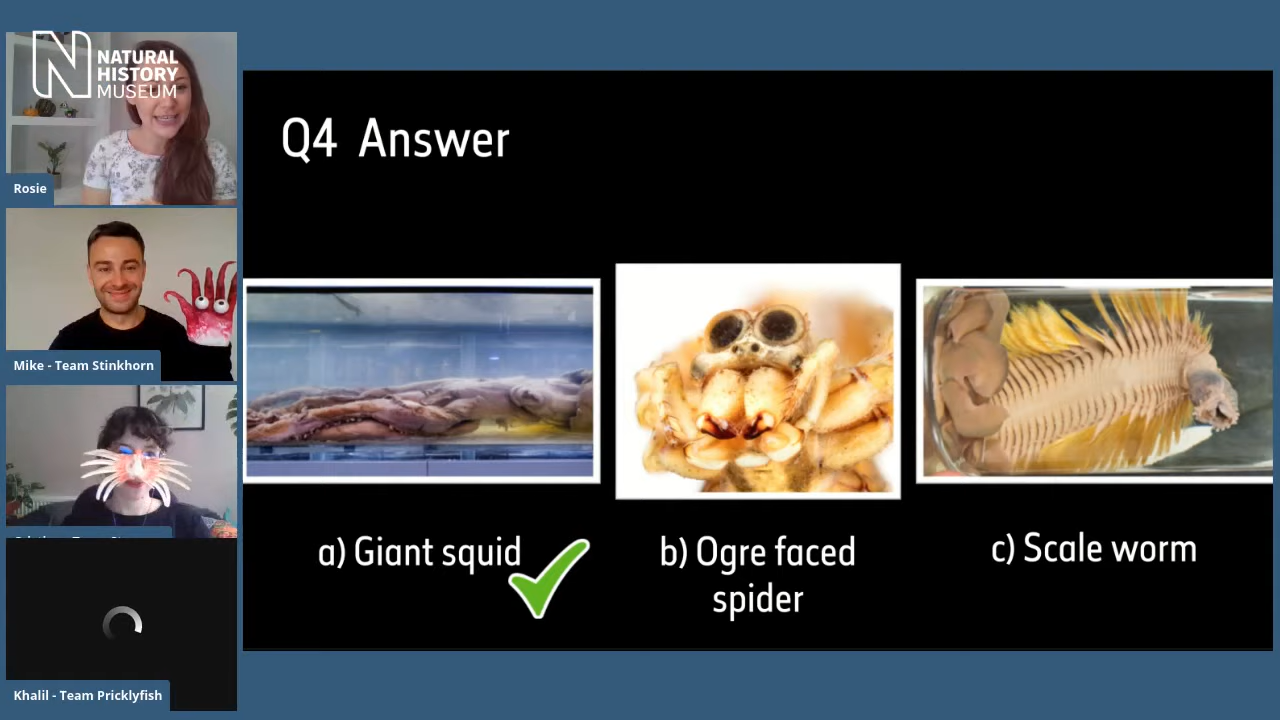 NATURAL
HISTORY
MUSEUM
Rosie
Mike - Team Stinkhorn
Khalil - Team Pricklyfish
Q4 Answer
a) Giant squid
b) Ogre faced
spider
c) Scale worm